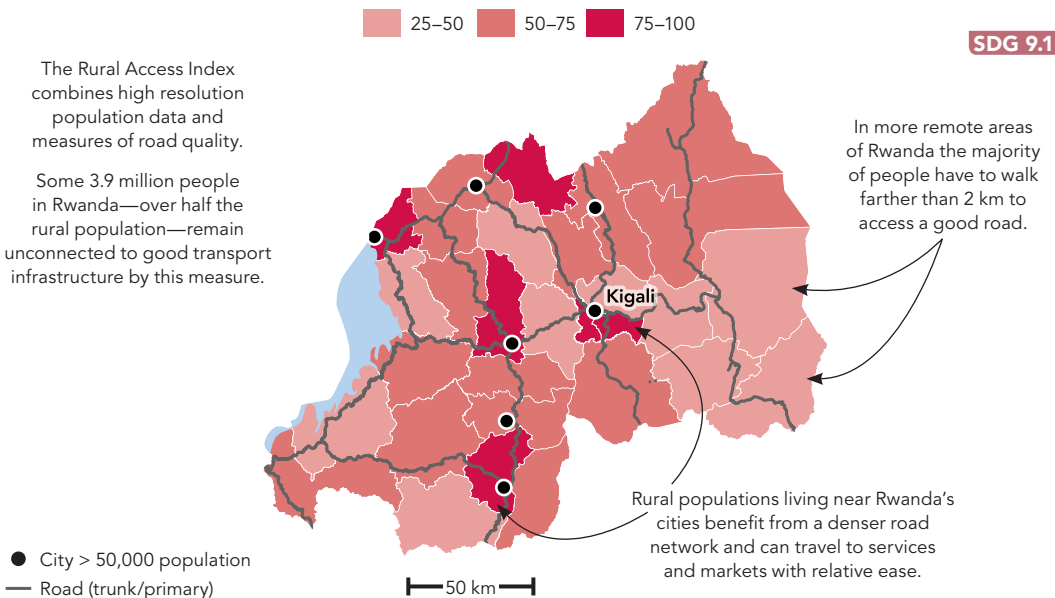 25–50
50–75
75–100
SDG 9.1
The Rural Access Index
combines high resolution
population data and
measures of road quality.
Some 3.9 million people
in Rwanda—over half the
rural population—remain
unconnected to good transport
infrastructure by this measure.
In more remote areas
of Rwanda the majority
of people have to walk
farther than 2 km to
access a good road.
Kigali
Rural populations living near Rwanda’s
cities benefit from a denser road
network and can travel to services
and markets with relative ease.
City > 50,000 population
Road (trunk/primary)
50 km